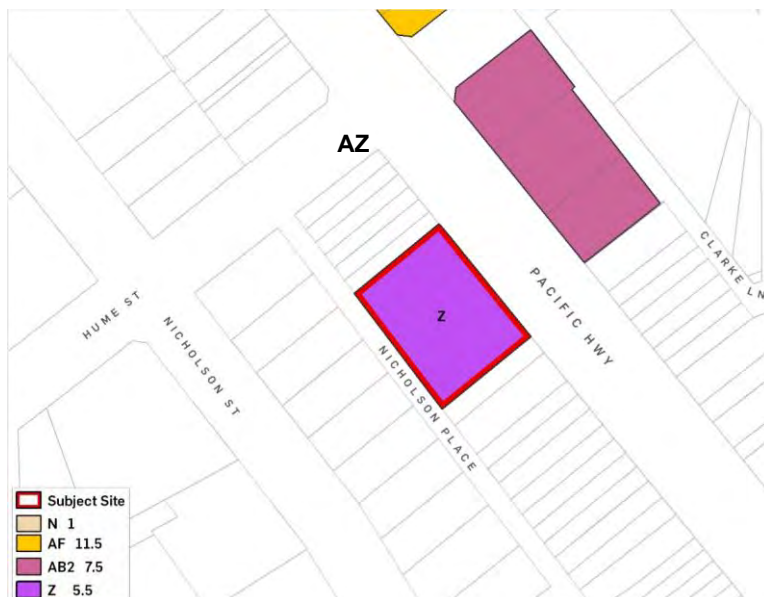 AZ
CLARKE LN
PACIFIC HWY
Z
HUME ST
NICHOLSON ST
NICHOLSON PLACE
Subject Site
N 1
AF 11.5
AB2 7.5
Z 5.5